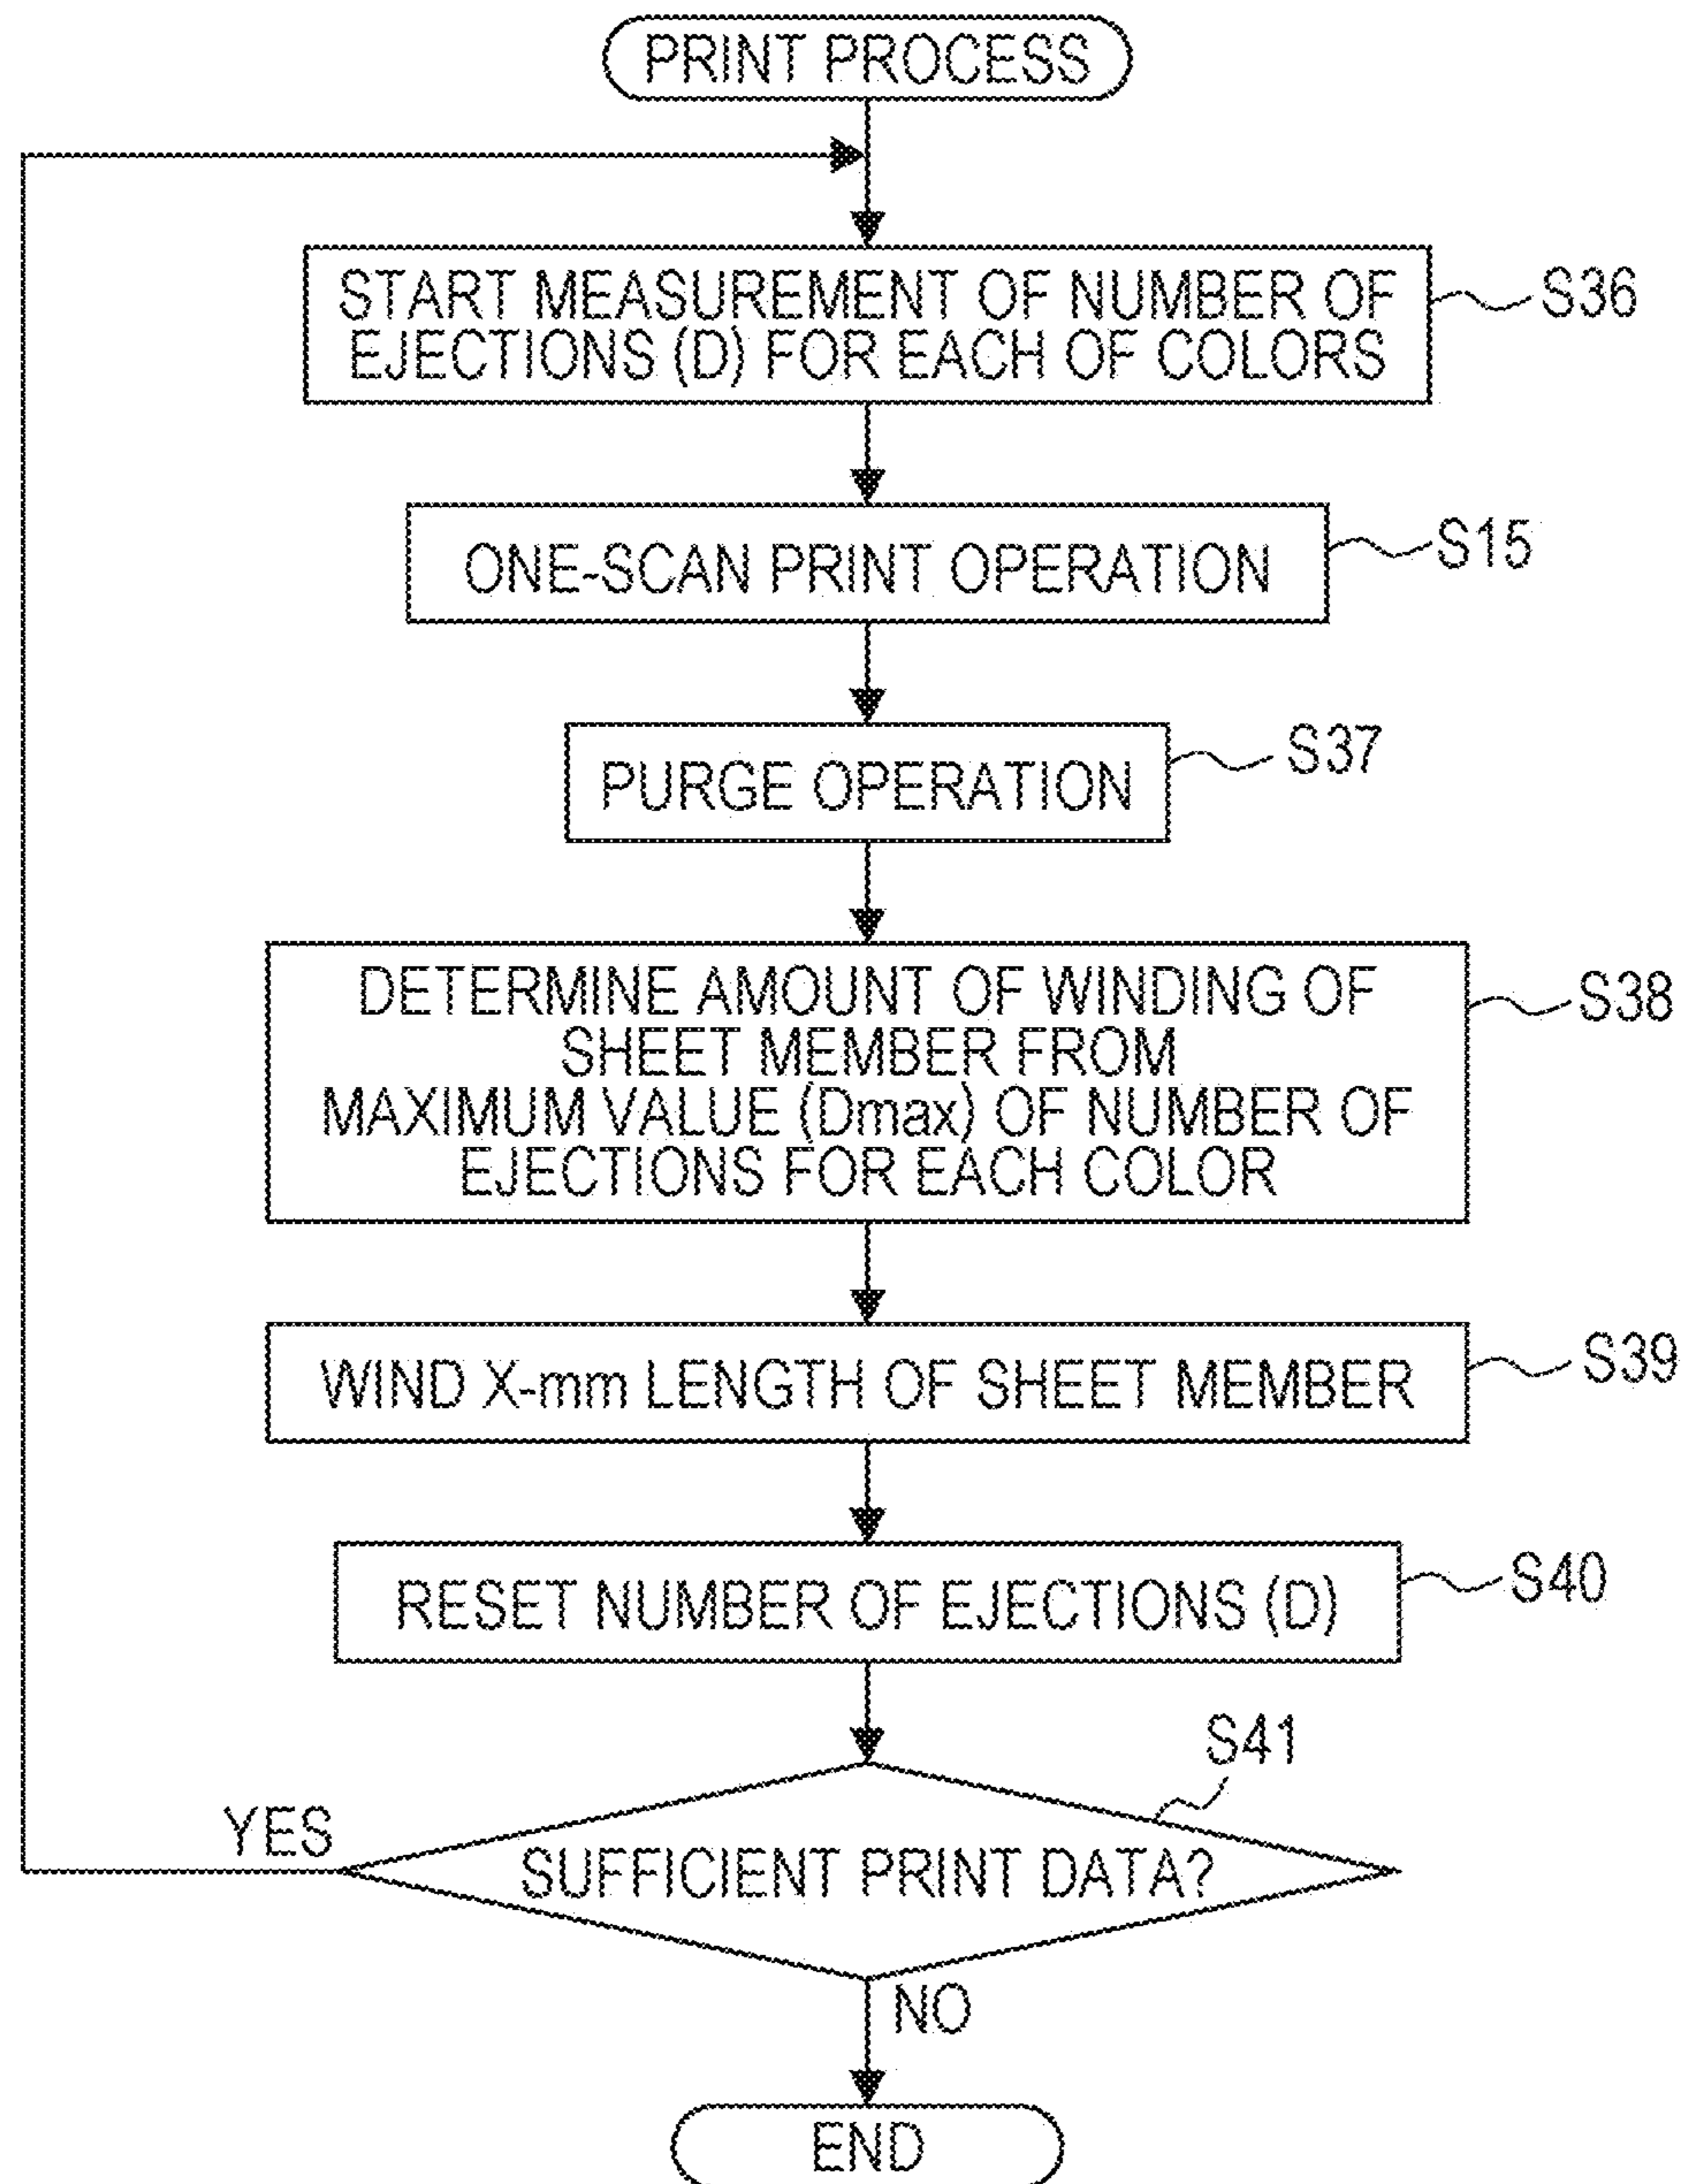 PRINT PROCESS
START MEASUREMENT OF NUMBER OF
EJECTIONS (D) FOR EACH OF COLORS
S36
ONE-SCAN PRINT OPERATION
S15
PURGE OPERATION
S37
DETERMINE AMOUNT OF WINDING OF
SHEET MEMBER FROM
MAXIMUM VALUE (Dmax) OF NUMBER OF
EJECTIONS FOR EACH COLOR
S38
WIND X-mm LENGTH OF SHEET MEMBER
S39
RESET NUMBER OF EJECTIONS (D)
S40
S41
YES
SUFFICIENT PRINT DATA?
NO
END